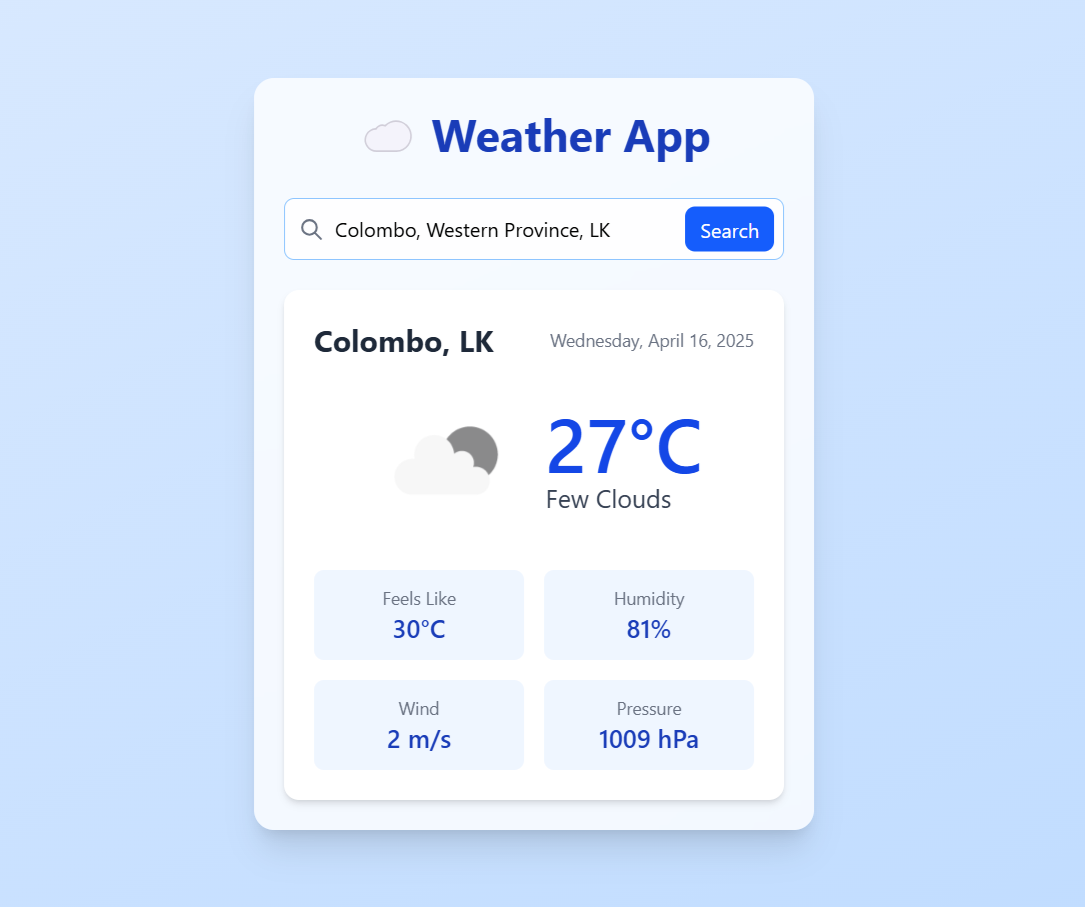 Weather App
Colombo, Western Province, LK
Search
Colombo, LK
Wednesday, April 16, 2025
27°C
Few Clouds
Feels Like
30°C
Humidity
81%
Wind
2 m/s
Pressure
1009 hPa